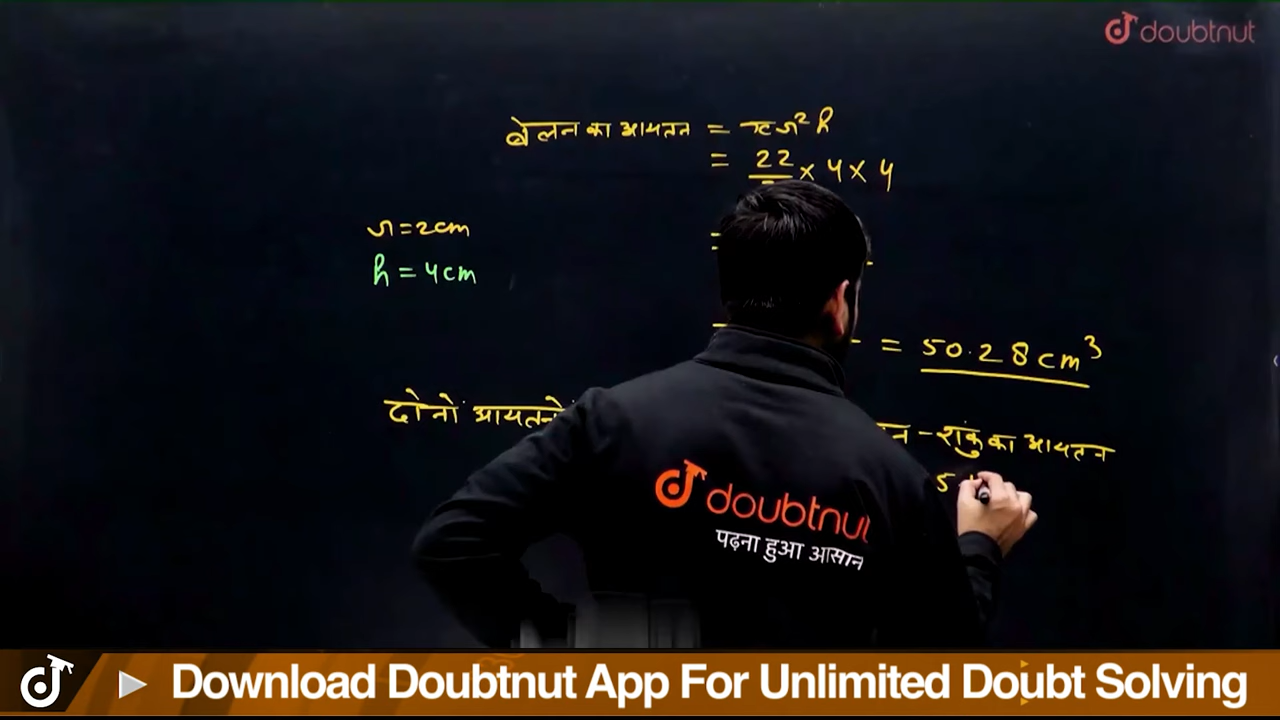 doubtnut
बेलन का आयतन = πr² h
= 22 × 4 × 4
r = 2cm
h = 4cm
=
= 50.28 cm³
दोनो आयतनो
न - शंकु का आयतन
5
doubtnut
पढ़ना हुआ आसान
Download Doubtnut App For Unlimited Doubt Solving